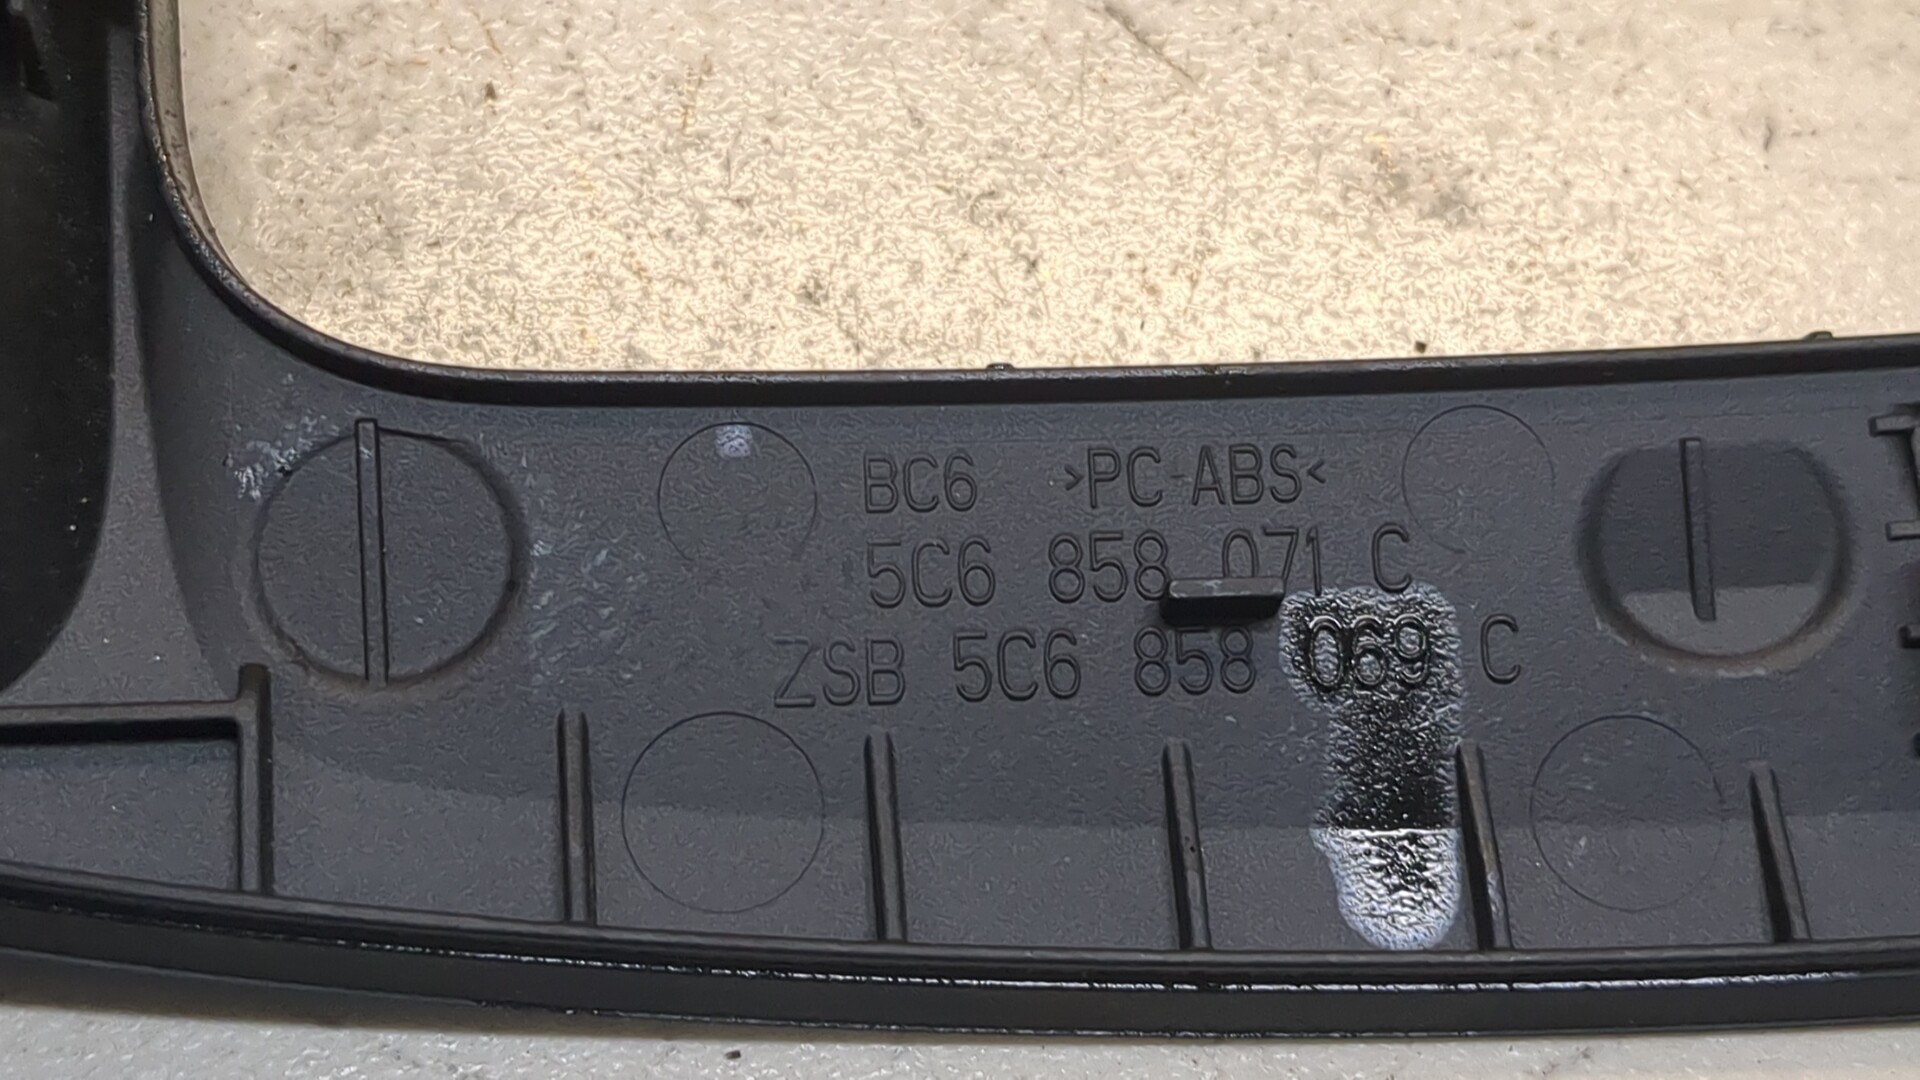 BC6 >PC-ABS<
5C6 858 071 C
ZSB 5C6 858 069 C